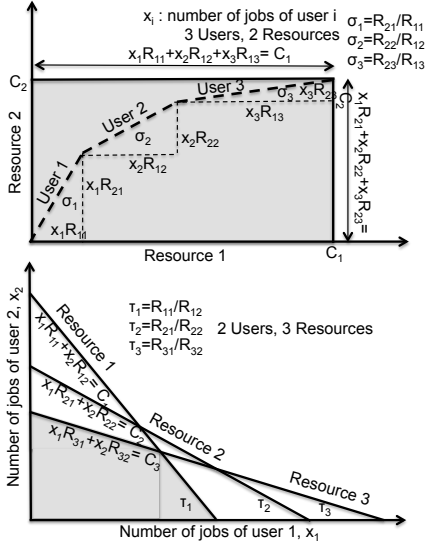 xᵢ : number of jobs of user i
3 Users, 2 Resources
σ₁=R₂₁/R₁₁
σ₂=R₂₂/R₁₂
σ₃=R₂₃/R₁₃
x₁R₁₁+x₂R₁₂+x₃R₁₃= C₁
C₂
User 1
User 2
User 3
σ₁
σ₂
σ₃
x₁R₁₁
x₁R₂₁
x₂R₁₂
x₂R₂₂
x₃R₁₃
x₃R₂₃
x₁R₂₁+x₂R₂₂+x₃R₂₃= C₂
Resource 2
Resource 1
C₁
τ₁=R₁₁/R₁₂
τ₂=R₂₁/R₂₂
τ₃=R₃₁/R₃₂
2 Users, 3 Resources
Resource 1
x₁R₁₁+x₂R₁₂= C₁
Resource 2
x₁R₂₁+x₂R₂₂= C₂
Resource 3
x₁R₃₁+x₂R₃₂= C₃
τ₁
τ₂
τ₃
Number of jobs of user 2, x₂
Number of jobs of user 1, x₁